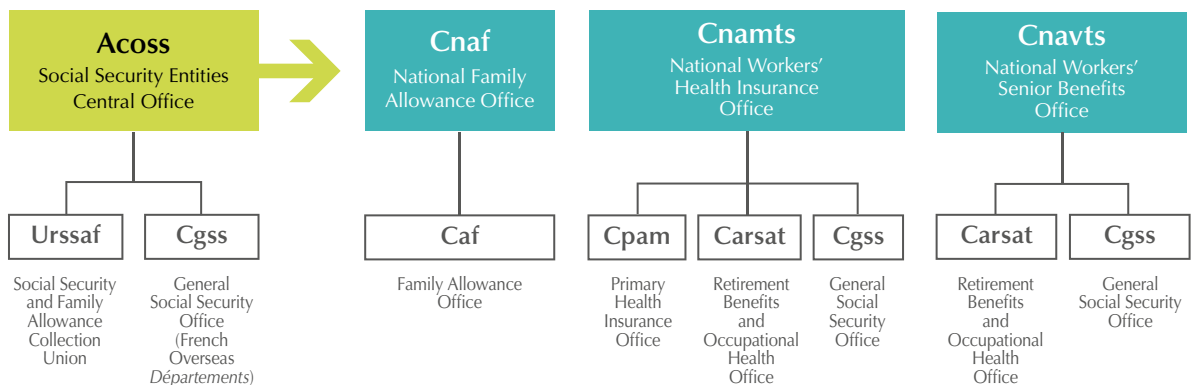 Acoss
Social Security Entities
Central Office
Cnaf
National Family
Allowance Office
Cnamts
National Workers'
Health Insurance
Office
Cnavts
National Workers'
Senior Benefits
Office
Urssaf
Social Security
and Family
Allowance
Collection
Union
Cgss
General
Social Security
Office
(French
Overseas
Départements)
Caf
Family Allowance
Office
Cpam
Primary
Health
Insurance
Office
Carsat
Retirement
Benefits
and
Occupational
Health
Office
Cgss
General
Social
Security
Office
Carsat
Retirement
Benefits
and
Occupational
Health
Office
Cgss
General
Social Security
Office